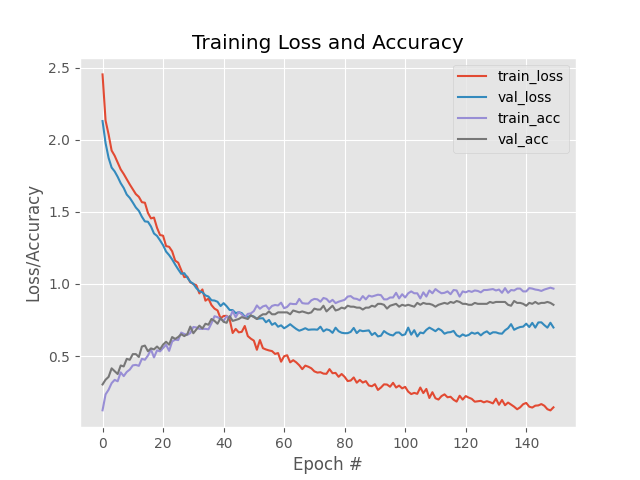 Training Loss and Accuracy
train_loss
val_loss
train_acc
val_acc
Loss/Accuracy
2.5
2.0
1.5
1.0
0.5
0 20 40 60 80 100 120 140
Epoch #